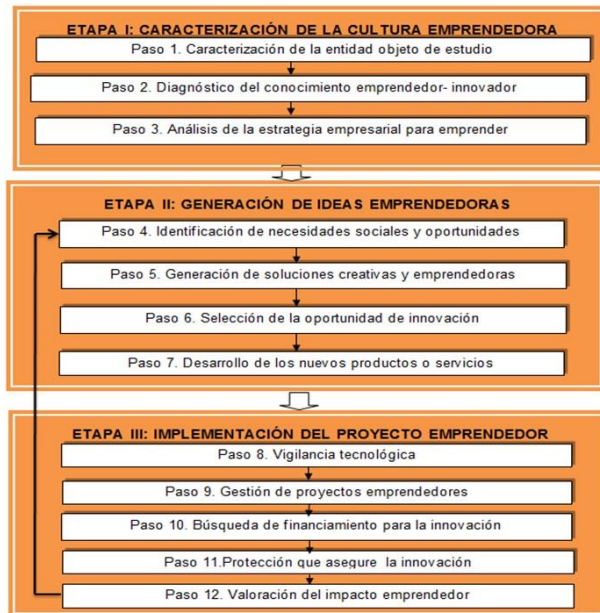 ETAPA I: CARACTERIZACIÓN DE LA CULTURA EMPRENDEDORA
Paso 1. Caracterización de la entidad objeto de estudio
Paso 2. Diagnóstico del conocimiento emprendedor- innovador
Paso 3. Análisis de la estrategia empresarial para emprender
ETAPA II: GENERACIÓN DE IDEAS EMPRENDEDORAS
Paso 4. Identificación de necesidades sociales y oportunidades
Paso 5. Generación de soluciones creativas y emprendedoras
Paso 6. Selección de la oportunidad de innovación
Paso 7. Desarrollo de los nuevos productos o servicios
ETAPA III: IMPLEMENTACIÓN DEL PROYECTO EMPRENDEDOR
Paso 8. Vigilancia tecnológica
Paso 9. Gestión de proyectos emprendedores
Paso 10. Búsqueda de financiamiento para la innovación
Paso 11.Protección que asegure la innovación
Paso 12. Valoración del impacto emprendedor